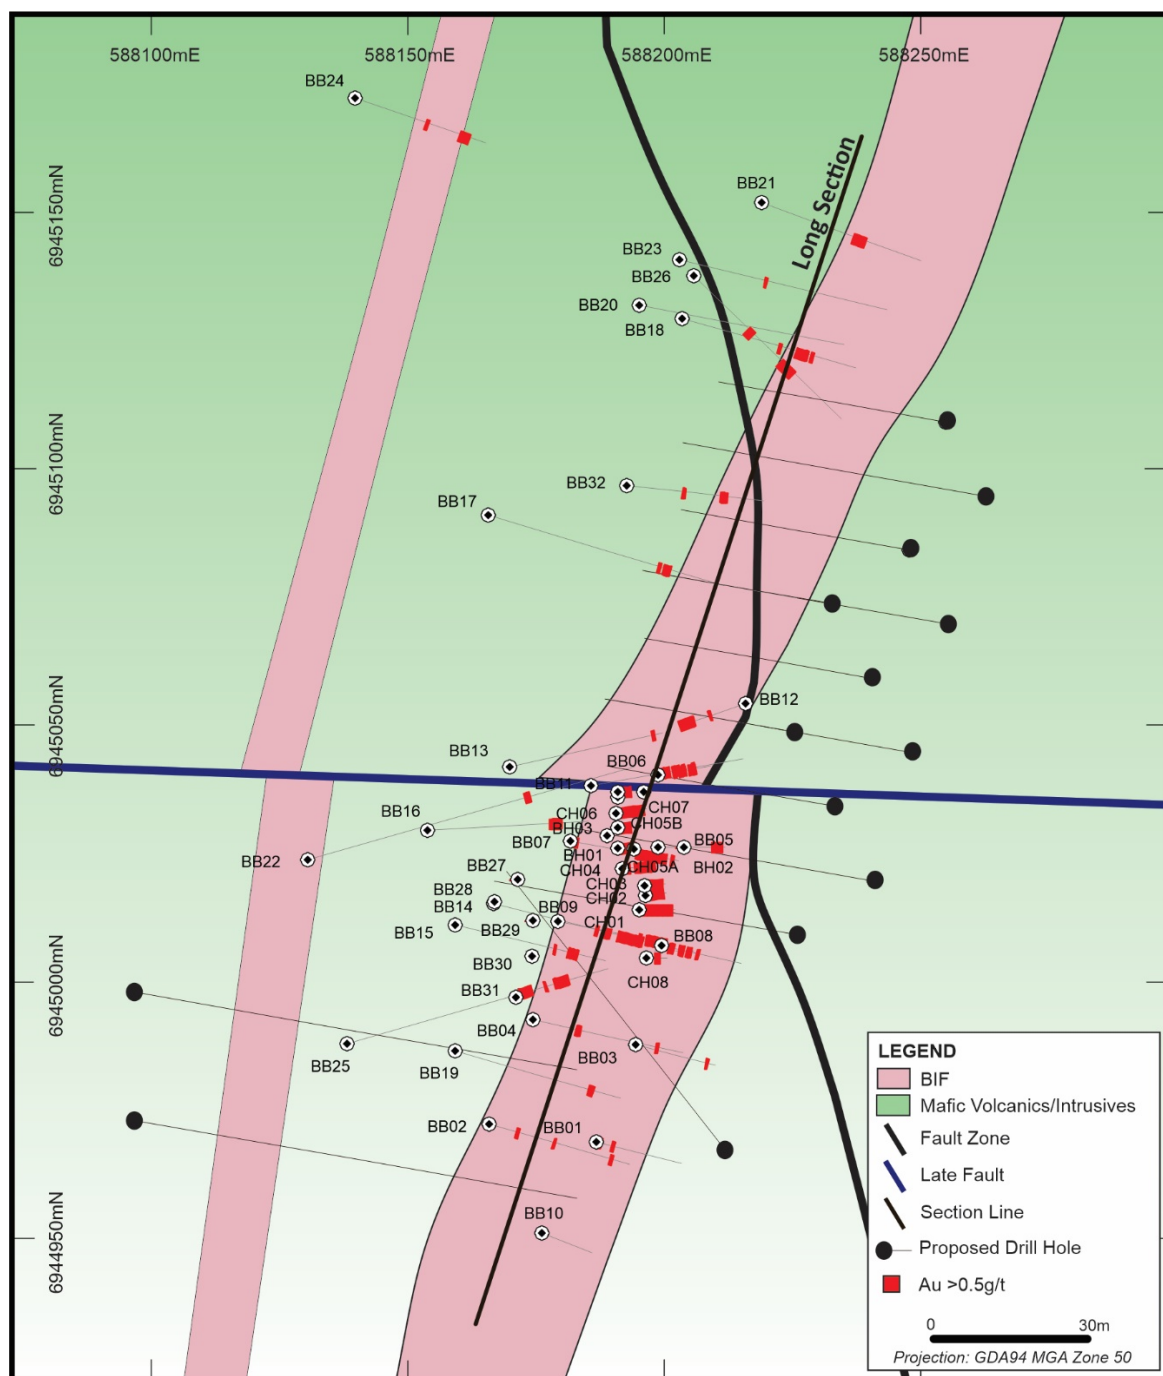 588100mE
588150mE
588200mE
588250mE
BB24
Long Section
BB21
6945150mN
BB23
BB26
BB20
BB18
6945100mN
BB32
BB17
6945050mN
BB12
BB13
BB06
BB11
CH07
CH06
BB16
BH03
CH05B
BB07
BB05
BB22
BH01
CH05A
BH02
CH04
BB27
CH03
BB28
CH02
BB14
BB09
CH01
BB15
BB29
BB08
6945000mN
BB30
CH08
BB31
BB04
BB03
BB25
BB19
BB02
BB01
6944950mN
BB10
LEGEND
BIF
Mafic Volcanics/Intrusives
Fault Zone
Late Fault
Section Line
Proposed Drill Hole
Au >0.5g/t
0 30m
Projection: GDA94 MGA Zone 50